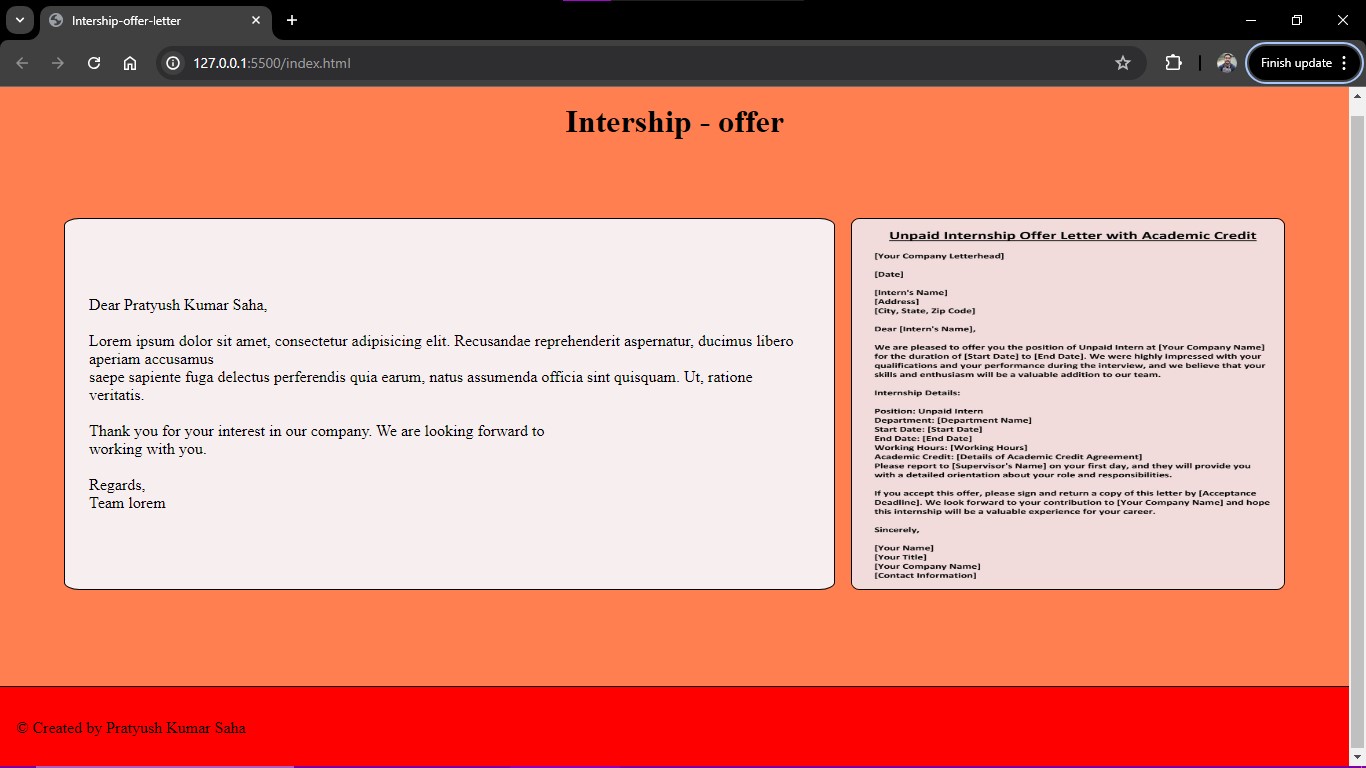 Intership-offer-letter
127.0.0.1:5500/index.html
Finish update
Intership - offer
Dear Pratyush Kumar Saha,
Lorem ipsum dolor sit amet, consectetur adipisicing elit. Recusandae reprehenderit aspernatur, ducimus libero
aperiam accusamus
saepe sapiente fuga delectus perferendis quia earum, natus assumenda officia sint quisquam. Ut, ratione
veritatis.
Thank you for your interest in our company. We are looking forward to
working with you.
Regards,
Team lorem
Unpaid Internship Offer Letter with Academic Credit
[Your Company Letterhead]
[Date]
[Intern's Name]
[Address]
[City, State, Zip Code]
Dear [Intern's Name],
We are pleased to offer you the position of Unpaid Intern at [Your Company Name]
for the duration of [Start Date] to [End Date]. We were highly impressed with your
qualifications and your performance during the interview, and we believe that your
skills and enthusiasm will be a valuable addition to our team.
Internship Details:
Position: Unpaid Intern
Department: [Department Name]
Start Date: [Start Date]
End Date: [End Date]
Working Hours: [Working Hours]
Academic Credit: [Details of Academic Credit Agreement]
Please report to [Supervisor's Name] on your first day, and they will provide you
with a detailed orientation about your role and responsibilities.
If you accept this offer, please sign and return a copy of this letter by [Acceptance
Deadline]. We look forward to your contribution to [Your Company Name] and hope
this internship will be a valuable experience for your career.
Sincerely,
[Your Name]
[Your Title]
[Your Company Name]
[Contact Information]
© Created by Pratyush Kumar Saha